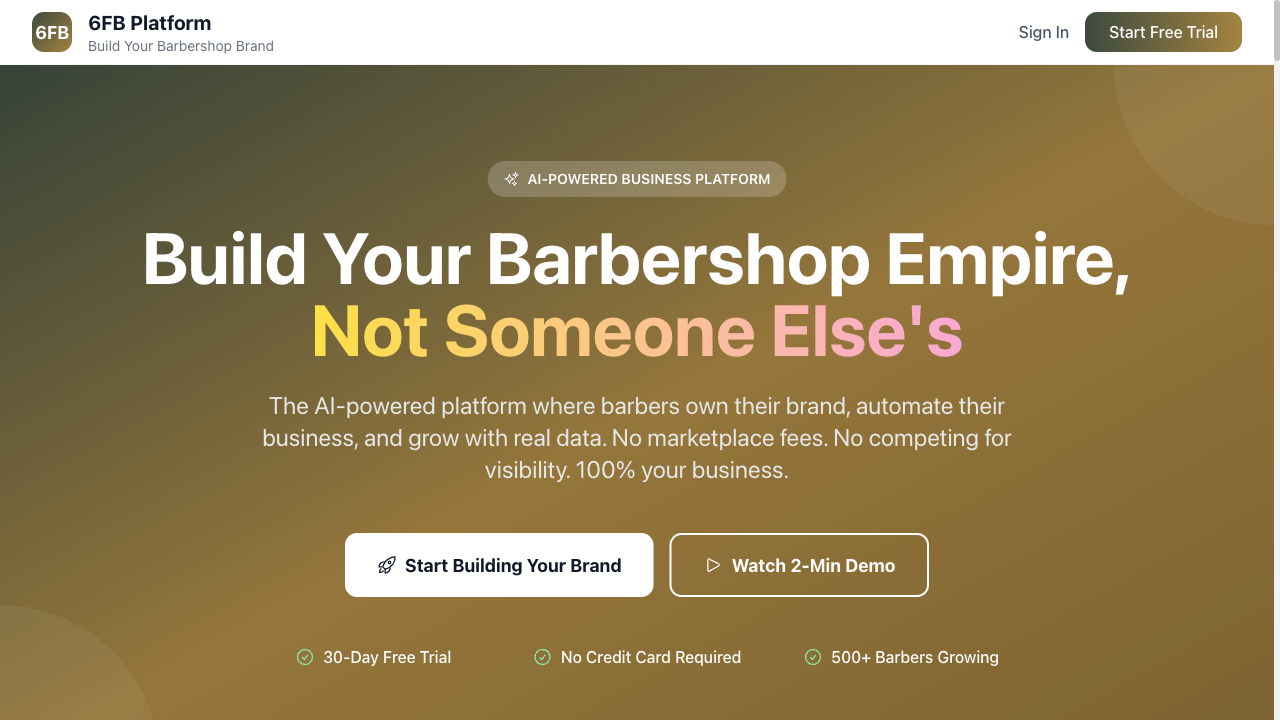 6FB
6FB Platform
Build Your Barbershop Brand
Sign In
Start Free Trial
AI-POWERED BUSINESS PLATFORM
Build Your Barbershop Empire,
Not Someone Else's
The AI-powered platform where barbers own their brand, automate their
business, and grow with real data. No marketplace fees. No competing for
visibility. 100% your business.
Start Building Your Brand
Watch 2-Min Demo
30-Day Free Trial
No Credit Card Required
500+ Barbers Growing